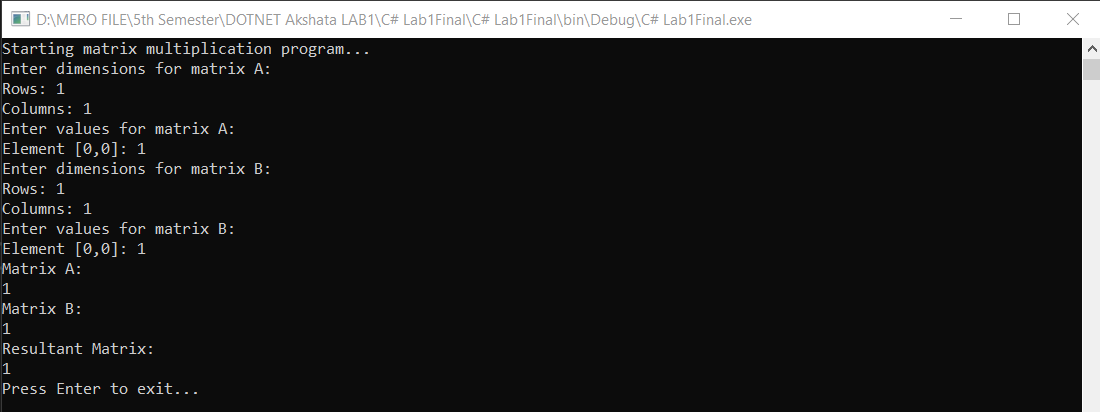 D:\MERO FILE\5th Semester\DOTNET Akshata LAB1\C# Lab1Final\C# Lab1Final\bin\Debug\C# Lab1Final.exe
Starting matrix multiplication program...
Enter dimensions for matrix A:
Rows: 1
Columns: 1
Enter values for matrix A:
Element [0,0]: 1
Enter dimensions for matrix B:
Rows: 1
Columns: 1
Enter values for matrix B:
Element [0,0]: 1
Matrix A:
1
Matrix B:
1
Resultant Matrix:
1
Press Enter to exit...